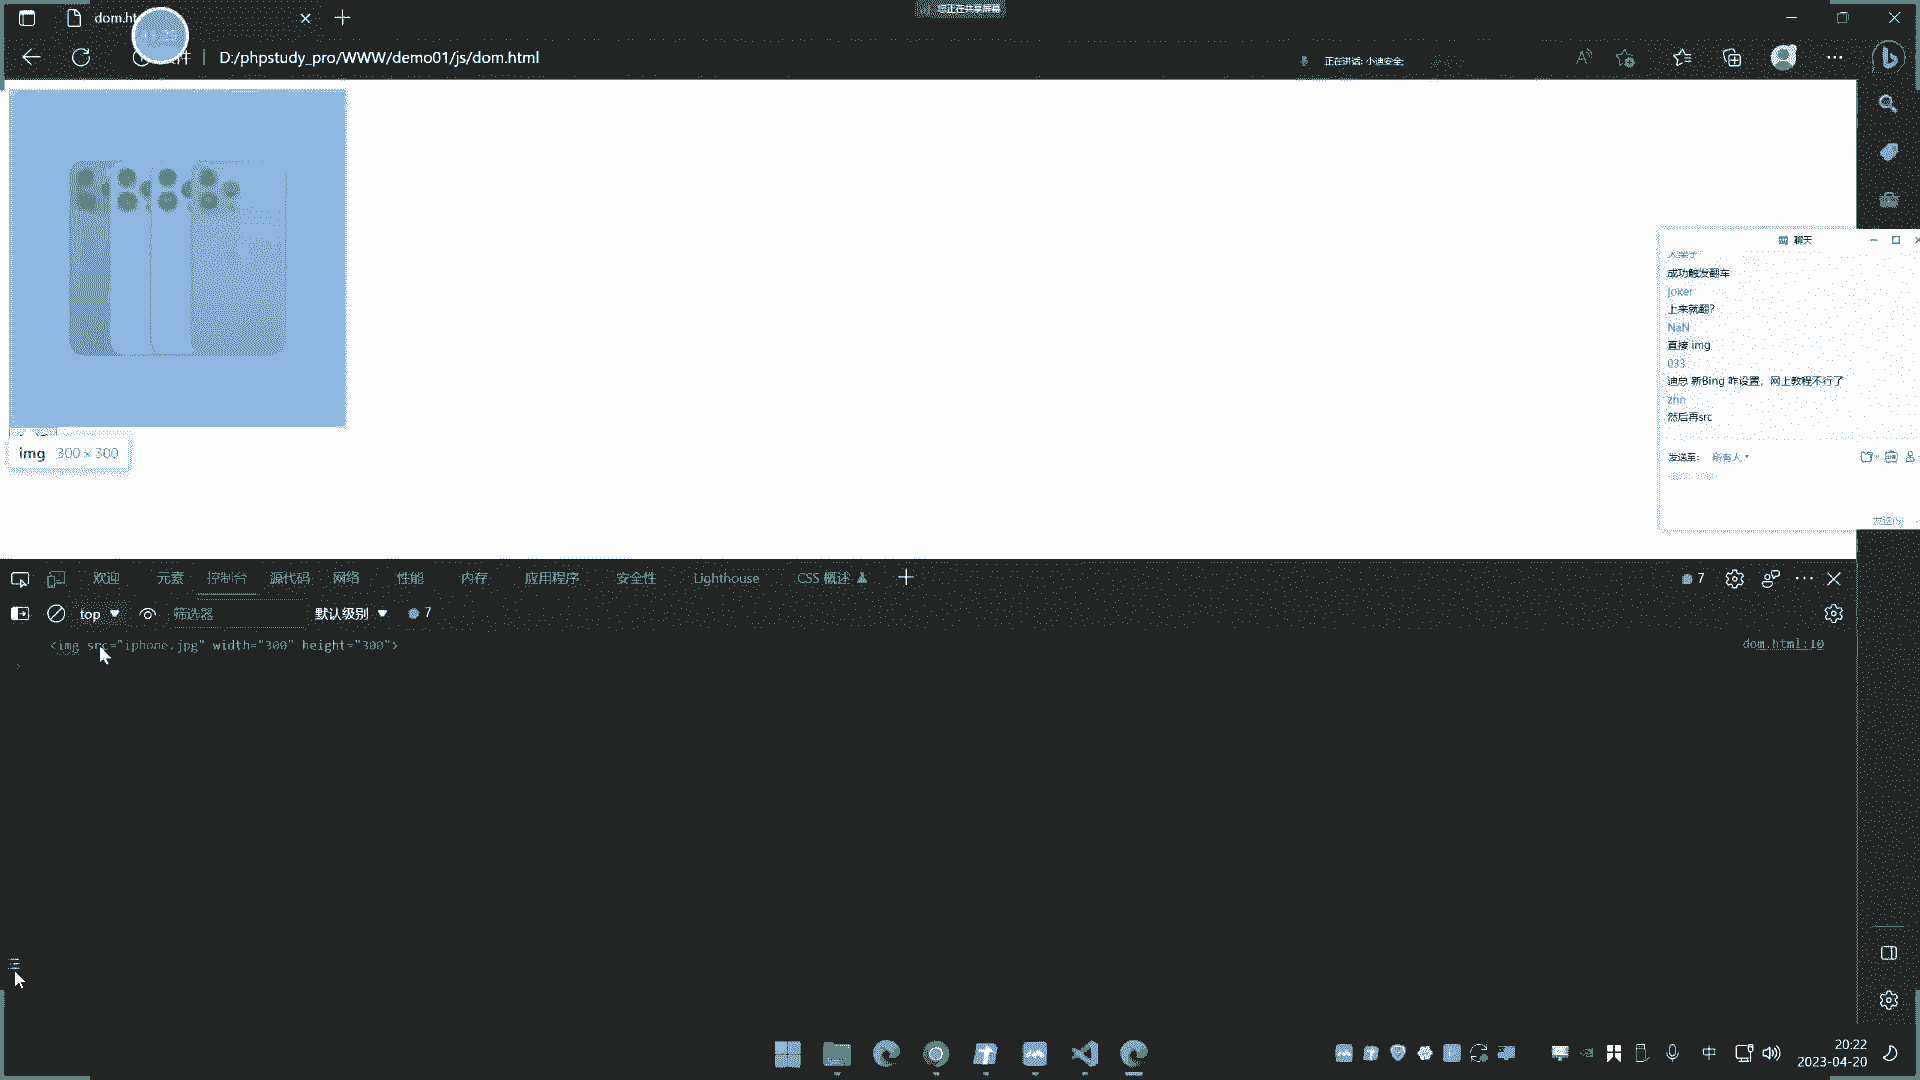 您正在共享屏幕
dom.ht
D:/phpstudy_pro/WWW/demo01/js/dom.html
正在讲话: 小迪安全;
聊天
成功触发翻车
joker
上来就翻?
NaN
直接 img
033
迪总 新Bing 咋设置, 网上教程不行了
zhn
然后再src
发送至: 所有人
发送(S)
img 300 × 300
欢迎 元素 控制台 源代码 网络 性能 内存 应用程序 安全性 Lighthouse CSS 概述 7
top 筛选器 默认级别 7
<img src="iphone.jpg" width="300" height="300"> dom.html:10
中
20:22
2023-04-20